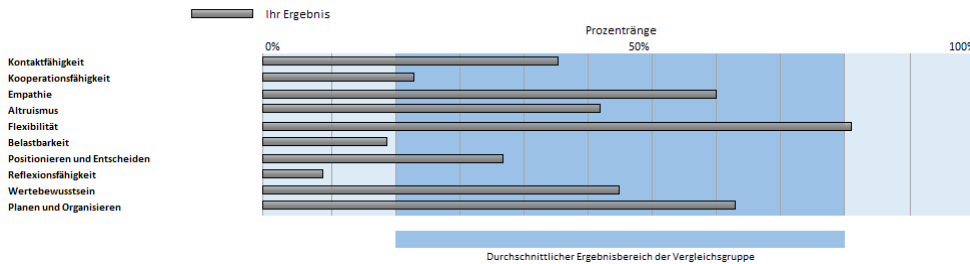 Ihr Ergebnis
Prozentränge
0% 50% 100%
Kontaktfähigkeit
Kooperationsfähigkeit
Empathie
Altruismus
Flexibilität
Belastbarkeit
Positionieren und Entscheiden
Reflexionsfähigkeit
Wertebewusstsein
Planen und Organisieren
Durchschnittlicher Ergebnisbereich der Vergleichsgruppe